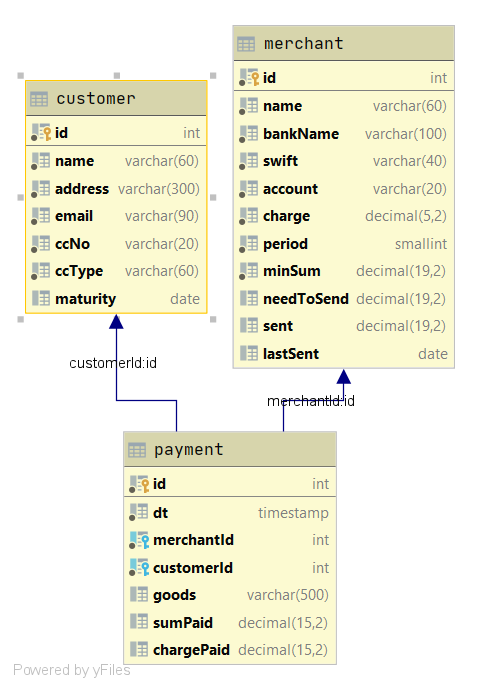 merchant
id int
name varchar(60)
bankName varchar(100)
swift varchar(40)
account varchar(20)
charge decimal(5,2)
period smallint
minSum decimal(19,2)
needToSend decimal(19,2)
sent decimal(19,2)
lastSent date
customer
id int
name varchar(60)
address varchar(300)
email varchar(90)
ccNo varchar(20)
ccType varchar(60)
maturity date
customerId:id
merchantId:id
payment
id int
dt timestamp
merchantId int
customerId int
goods varchar(500)
sumPaid decimal(15,2)
chargePaid decimal(15,2)
Powered by yFiles